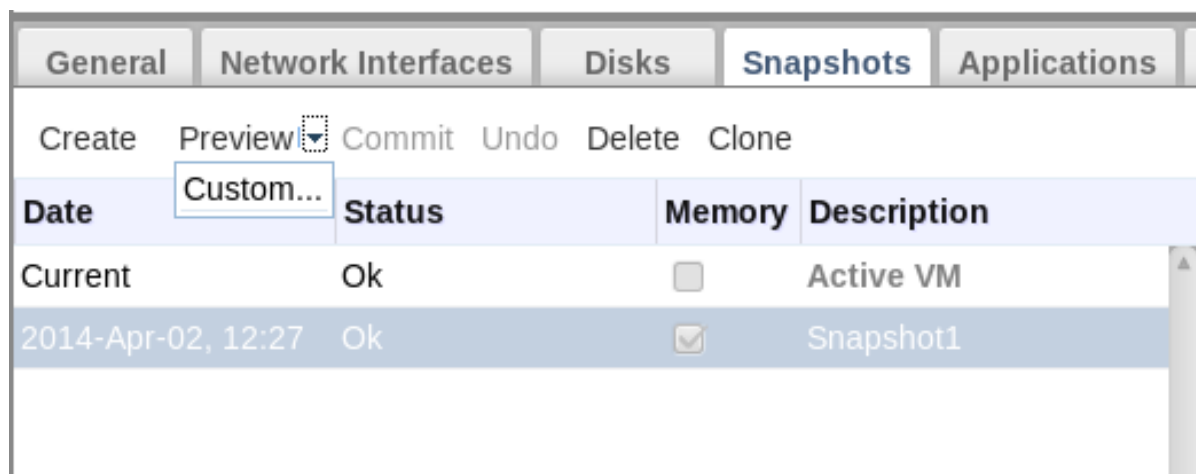 General Network Interfaces Disks Snapshots Applications
Create Preview Commit Undo Delete Clone
Custom...
Date Status Memory Description
Current Ok Active VM
2014-Apr-02, 12:27 Ok Snapshot1